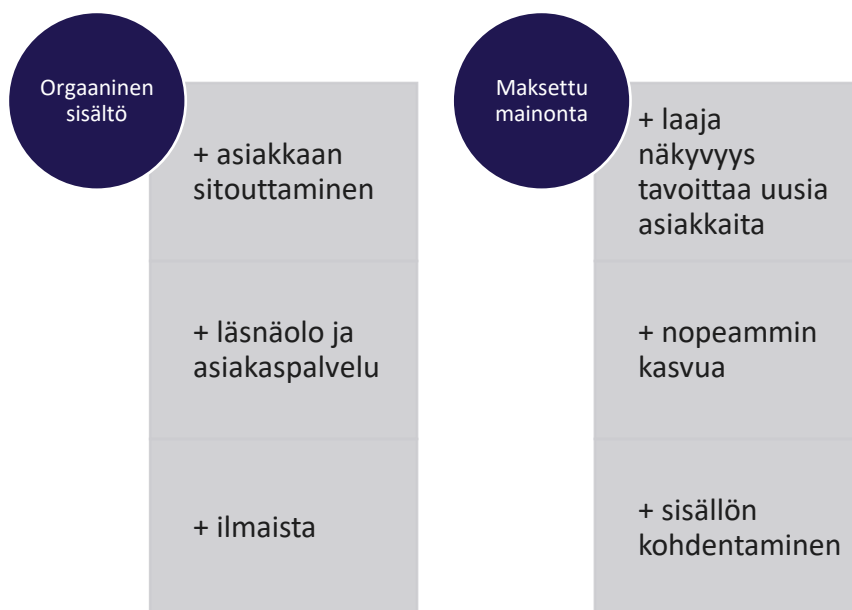 Orgaaninen
sisältö
+ asiakkaan
sitouttaminen
+ läsnäolo ja
asiakaspalvelu
+ ilmaista
Maksettu
mainonta
+ laaja
näkyvyys
tavoittaa uusia
asiakkaita
+ nopeammin
kasvua
+ sisällön
kohdentaminen